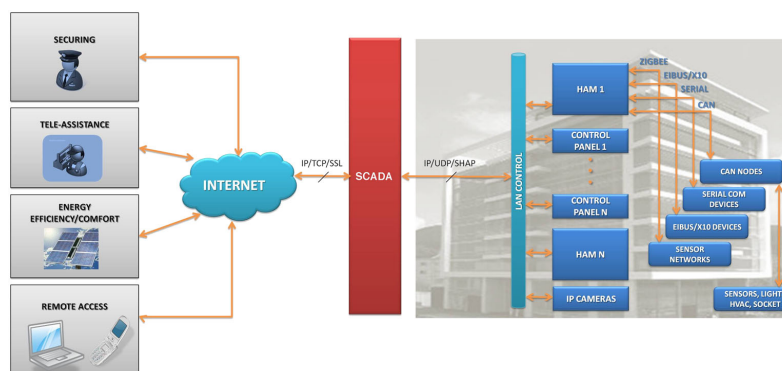 SECURING
TELE-ASSISTANCE
ENERGY
EFFICIENCY/COMFORT
REMOTE ACCESS
INTERNET
IP/TCP/SSL
SCADA
IP/UDP/SHAP
LAN CONTROL
HAM 1
CONTROL
PANEL 1
CONTROL
PANEL N
HAM N
IP CAMERAS
ZIGBEE
EIBUS/X10
SERIAL
CAN
CAN NODES
SERIAL COM
DEVICES
EIBUS/X10 DEVICES
SENSOR
NETWORKS
SENSORS, LIGHT
HVAC, SOCKET